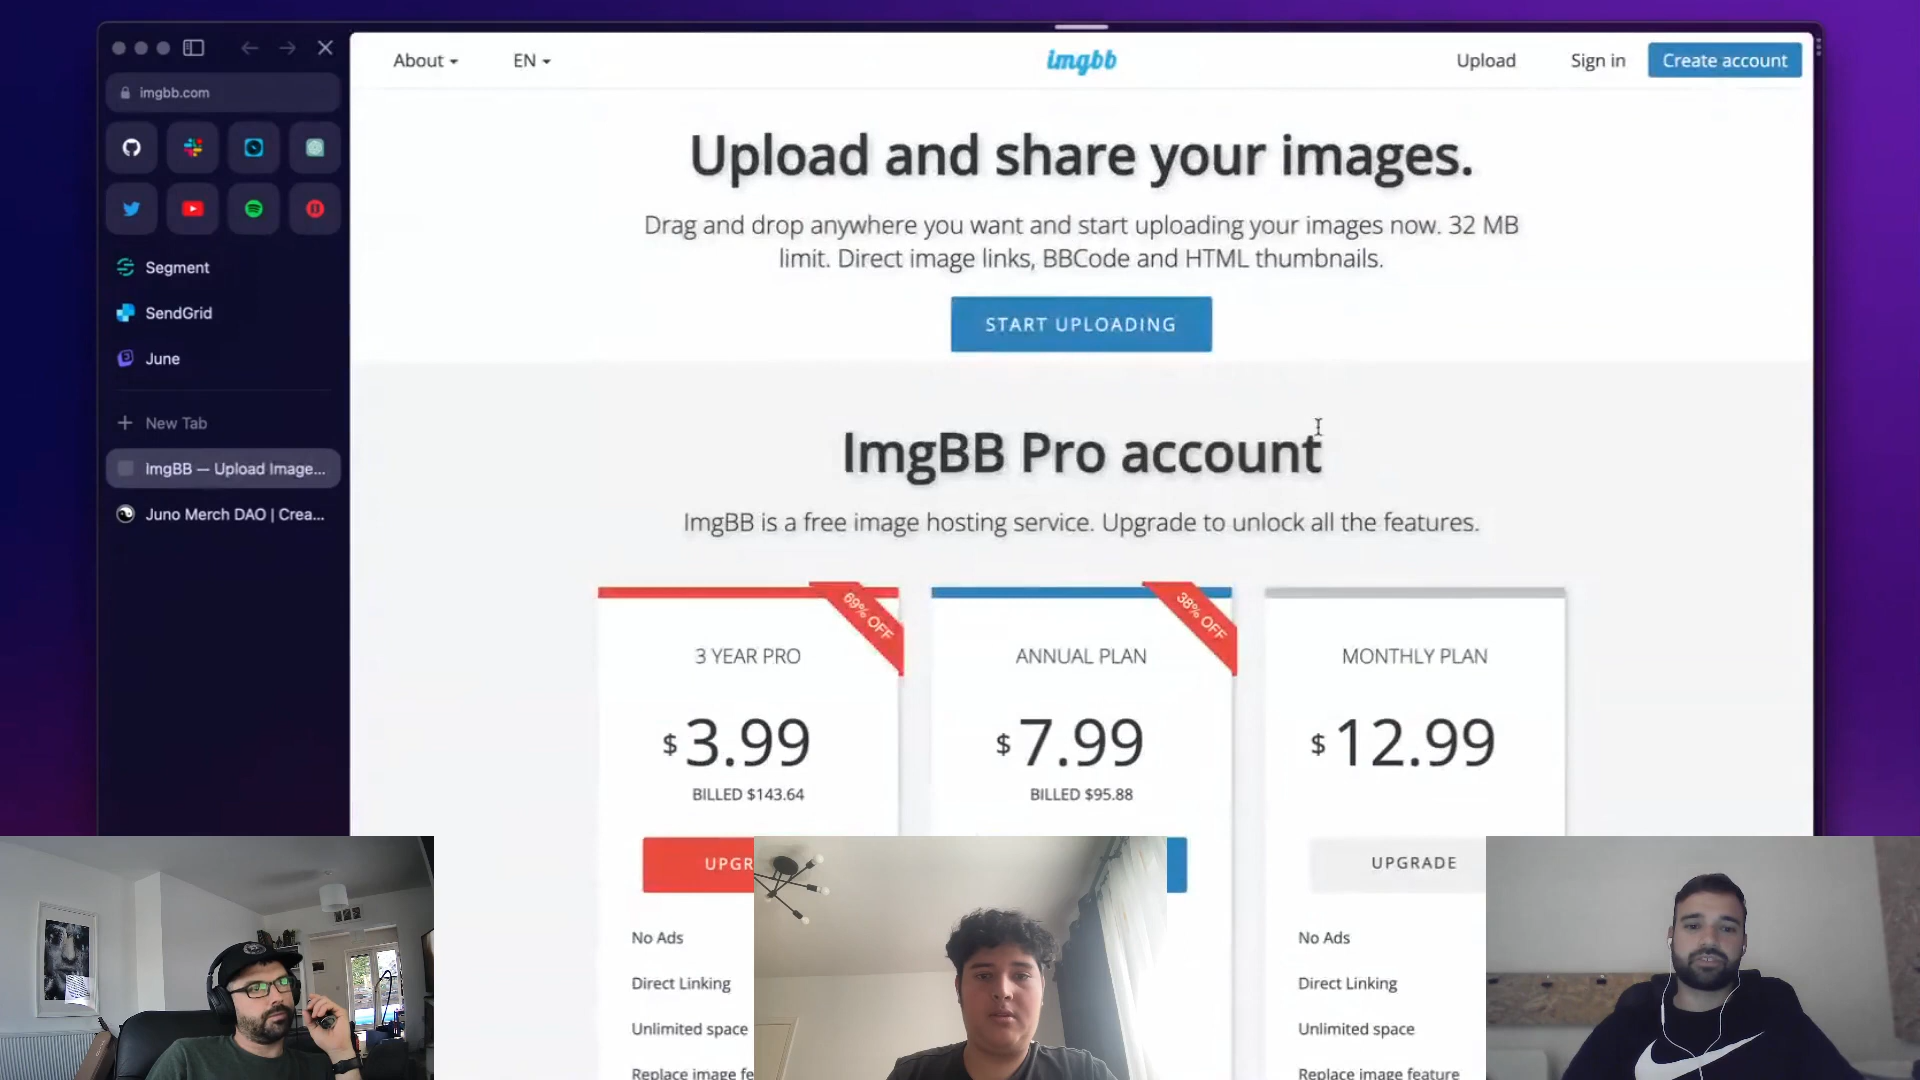 imgbb.com
Segment
SendGrid
June
New Tab
ImgBB — Upload Image...
Juno Merch DAO | Crea...
About
EN
imgbb
Upload
Sign in
Create account
Upload and share your images.
Drag and drop anywhere you want and start uploading your images now. 32 MB
limit. Direct image links, BBCode and HTML thumbnails.
START UPLOADING
ImgBB Pro account
ImgBB is a free image hosting service. Upgrade to unlock all the features.
69% OFF
3 YEAR PRO
$3.99
BILLED $143.64
UPGR
No Ads
Direct Linking
Unlimited space
Replace image fe
38% OFF
ANNUAL PLAN
$7.99
BILLED $95.88
MONTHLY PLAN
$12.99
UPGRADE
No Ads
Direct Linking
Unlimited space
Replace image feature